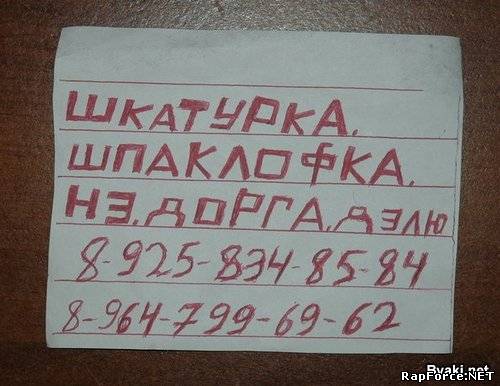 ШКАТУРКА.
ШПАКЛОФКА.
НЭ.ДОРГА.ДЭЛЮ
8-925-834-85-84
8-964-799-69-62
Byaki.net
RapForce.NET